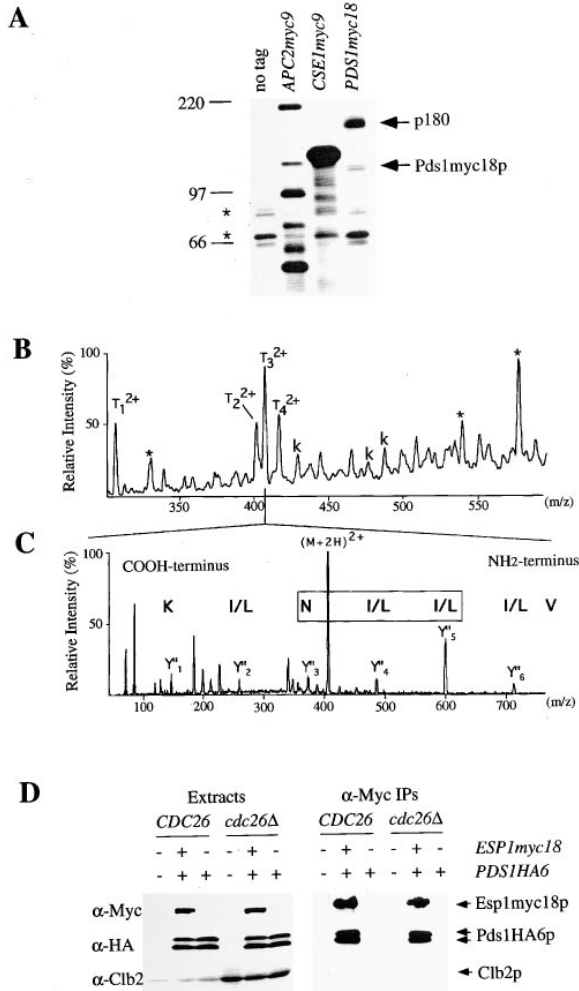 A
no tag
APC2myc9
CSE1myc9
PDS1myc18
220
p180
Pds1myc18p
97
*
*
66
B
Relative Intensity (%)
100
50
T1 2+
*
T2 2+
T3 2+
T4 2+
k
k
k
*
*
350 400 450 500 550 (m/z)
C
Relative Intensity (%)
100
50
(M+2H)2+
COOH-terminus NH2-terminus
K I/L N I/L I/L I/L V
Y"1 Y"2 Y"3 Y"4 Y"5 Y"6
100 200 300 400 500 600 700 (m/z)
D
Extracts α-Myc IPs
CDC26 cdc26Δ CDC26 cdc26Δ
- + - - + - - + - - + - ESP1myc18
- + + - + + - + + - + + PDS1HA6
α-Myc Esp1myc18p
α-HA Pds1HA6p
α-Clb2 Clb2p